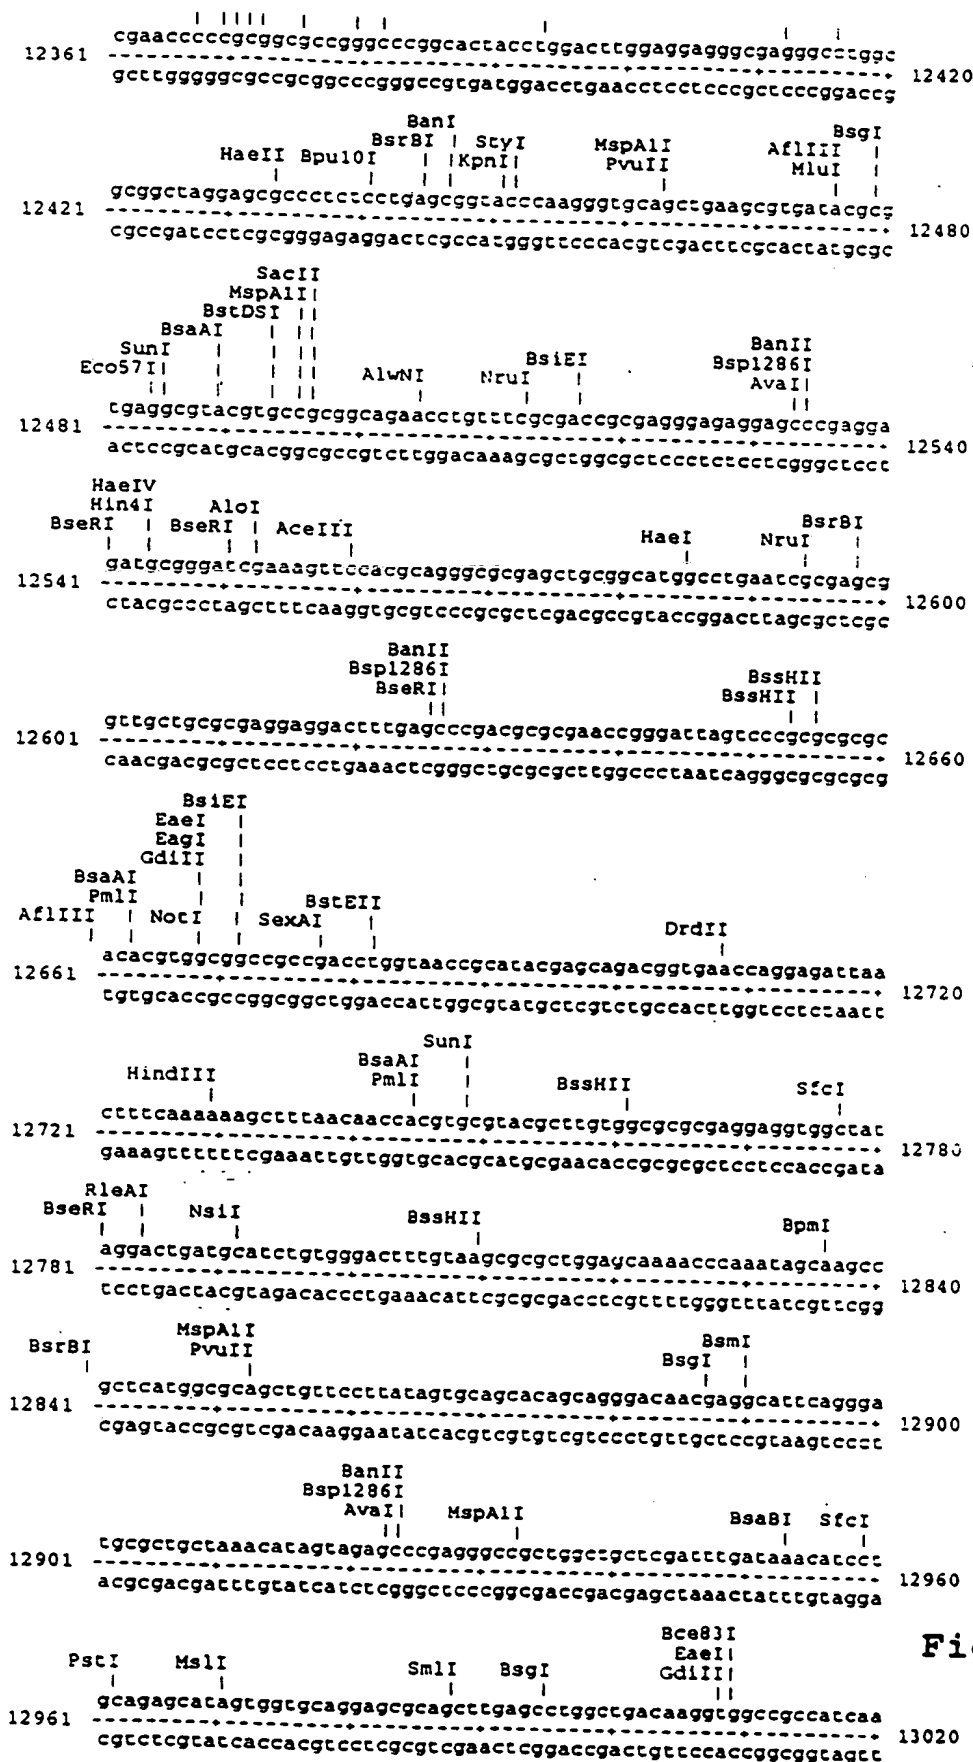 cgaacccccgcggcgccgggcccggcactacctggacttggaggagggcgagggcctggc
12361 12420
gcttgggggcgccgcggcccgggccgtgatggacctgaacctcctcccgctcccggaccg
BanI BsgI
BsrBI StyI MspA1I AflIII
HaeII Bpu10I KpnI PvuII MluI
gcggctaggagcgccctctcctgagcggtacccaagggtgcagctgaagcgtgatacgcg
12421 12480
cgccgatcctcgcgggagaggactcgccatgggttcccacgtcgacttcgcactatgcgc
SacII
MspA1I
BstDSI
BsaAI
SunI BsiEI BanII
Eco57I AlwNI NruI Bsp1286I
AvaI
tgaggcgtacgtgccgcggcagaacctgtttcgcgaccgcgagggagaggagcccgagga
12481 12540
actccgcatgcacggcgccgtcttggacaaagcgctggcgctccctctcctcgggctcct
HaeIV
Hin4I AloI BsrBI
BseRI BseRI AceIII HaeI NruI
gatgcgggatcgaaagttccacgcagggcgcgagctgcggcatggcctgaatcgcgagcg
12541 12600
ctacgccctagctttcaaggtgcgtcccgcgctcgacgccgtaccggacttagcgctcgc
BanII
Bsp1286I BssHII
BseRI BssHII
gttgctgcgcgaggaggactttgagcccgacgcgcgaaccgggattagtcccgcgcgcgc
12601 12660
caacgacgcgctcctcctgaaactcgggctgcgcgcttggccctaatcagggcgcgcgcg
BsiEI
EaeI
EagI
GdiII
BsaAI
PmlI BstEII
AflIII NotI SexAI DrdII
acacgtggcggccgccgacctggtaaccgcatacgagcagacggtgaaccaggagattaa
12661 12720
tgtgcaccgccggcggctggaccattggcgtatgctcgtctgccacttggtcctctaatt
SunI
BsaAI
HindIII PmlI BssHII SfcI
ctttcaaaaaagctttaacaaccacgtgcgtacgcttgtggcgcgcgaggaggtggctat
12721 12780
gaaagttttttcgaaattgttggtgcacgcatgcgaacaccgcgcgctcctccaccgata
RleAI
BseRI NsiI BssHII BpmI
aggactgatgcatctgtgggactttgtaagcgcgctggagcaaaacccaaatagcaagcc
12781 12840
tcctgactacgtagacaccctgaaacattcgcgcgacctcgttttgggtttatcgttcgg
MspA1I BsmI
BsrBI PvuII BsgI
gctcatggcgcagctgttccttatagtgcagcacagcagggacaacgaggcattcaggga
12841 12900
cgagtaccgcgtcgacaaggaatatcacgtcgtgtcgtccctgttgctccgtaagtccct
BanII
Bsp1286I
AvaI MspA1I BsaBI SfcI
tgcgctgctaaacatagtagagcccgagggccgctggctgctcgatttgataaacatcct
12901 12960
acgcgacgatttgtatcatctcgggctcccggcgaccgacgagctaaactatttgtagga
Bce83I
EaeI
PstI MslI SmlI BsgI GdiII
gcagagcatagtggtgcaggagcgcagcttgagcctggctgacaaggtggccgccatcaa
12961 13020
cgtctcgtatcaccacgtcctcgcgtcgaactcggaccgactgttccaccggcggtagtt